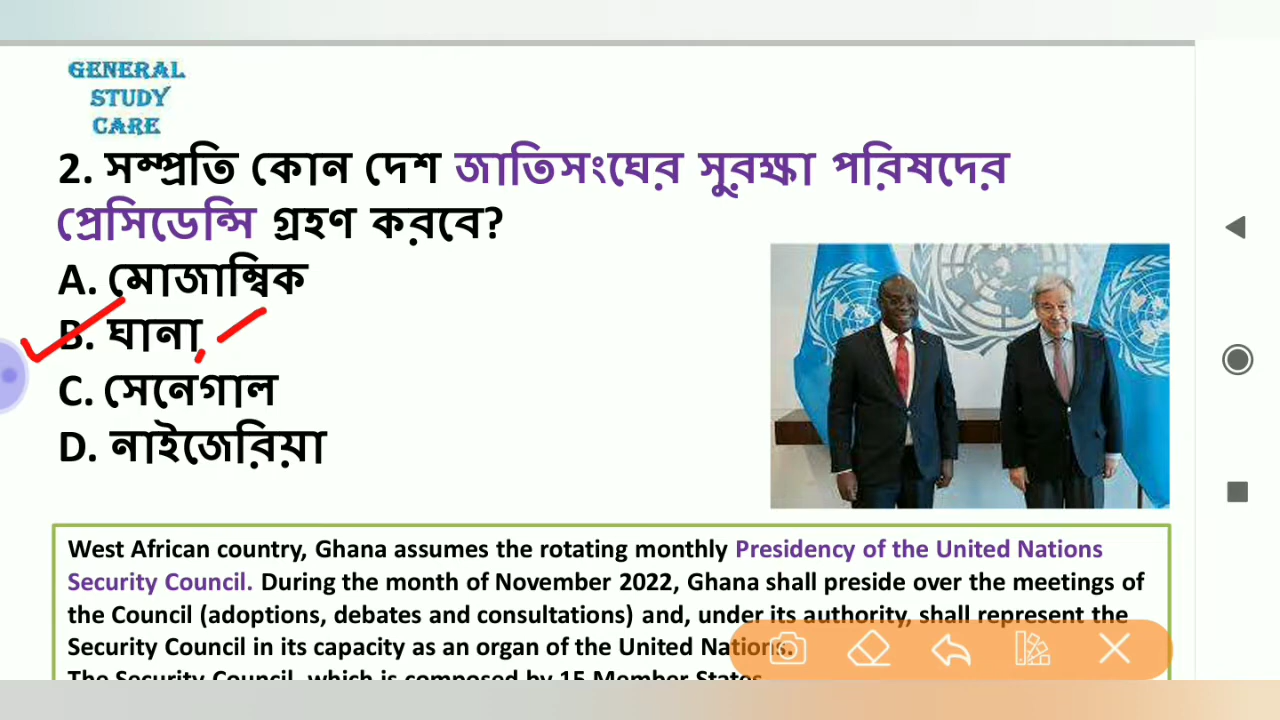 GENERAL
STUDY
CARE
2. সম্প্রতি কোন দেশ জাতিসংঘের সুরক্ষা পরিষদের
প্রেসিডেন্সি গ্রহণ করবে?
A. মোজাম্বিক
B. ঘানা
C. সেনেগাল
D. নাইজেরিয়া
West African country, Ghana assumes the rotating monthly Presidency of the United Nations
Security Council. During the month of November 2022, Ghana shall preside over the meetings of
the Council (adoptions, debates and consultations) and, under its authority, shall represent the
Security Council in its capacity as an organ of the United Nations.
The Security Council, which is composed by 15 Member States